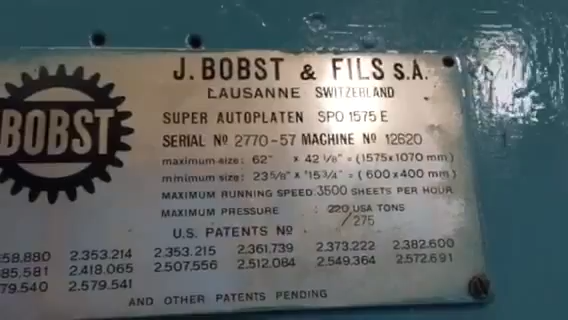 J. BOBST & FILS S.A.
LAUSANNE SWITZERLAND
BOBST
SUPER AUTOPLATEN SPO 1575 E
SERIAL Nº 2770-57 MACHINE Nº 12620
maximum-size: 62" x 42 1/8" = (1575x1070 mm)
minimum size: 23 5/8" x 15 3/4" = (600x400 mm)
MAXIMUM RUNNING SPEED: 3500 SHEETS PER HOUR
MAXIMUM PRESSURE : 220 USA TONS
/275
U.S. PATENTS Nº
58.880 2.353.214 2.353.215 2.361.739 2.373.222 2.382.600
85.581 2.418.065 2.507.556 2.512.084 2.549.364 2.572.691
79.540 2.579.541
AND OTHER PATENTS PENDING